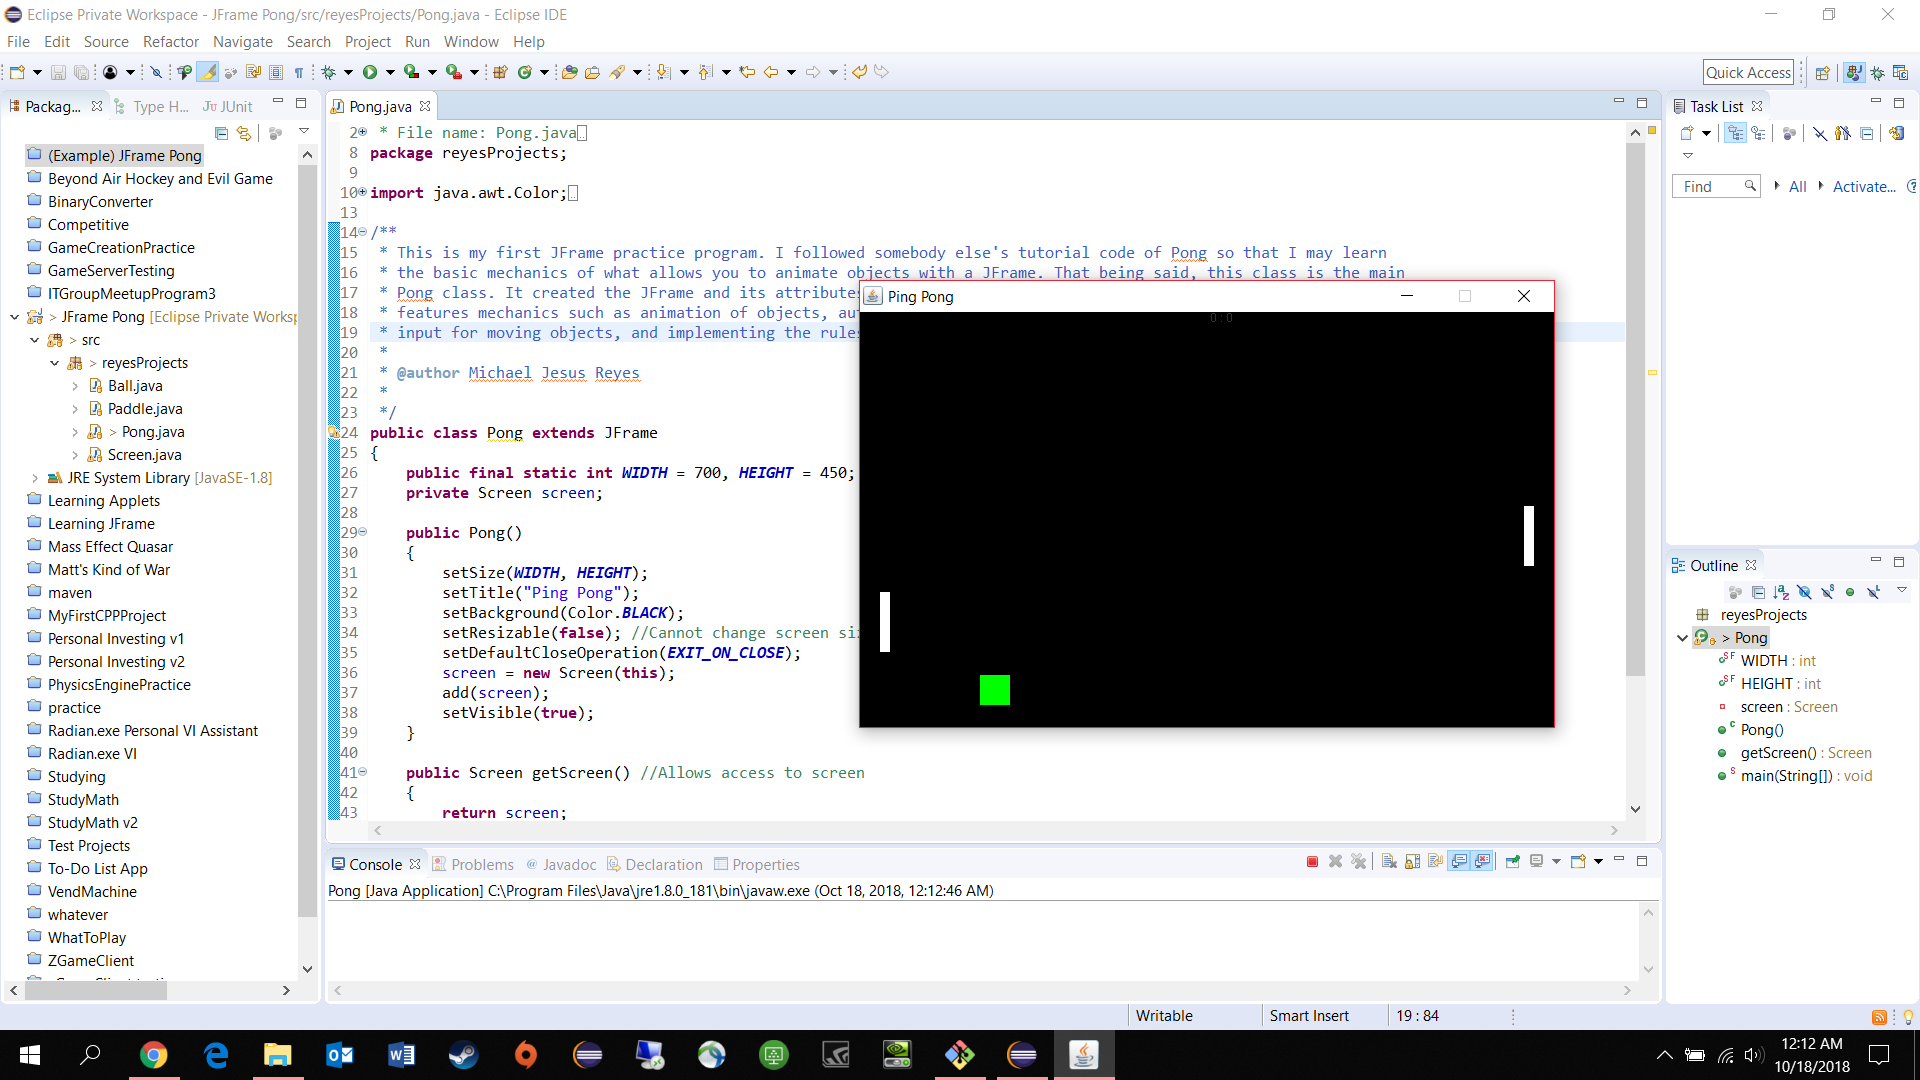 Eclipse Private Workspace - JFrame Pong/src/reyesProjects/Pong.java - Eclipse IDE
File Edit Source Refactor Navigate Search Project Run Window Help
Quick Access
Packag... Type H... JUnit
(Example) JFrame Pong
Beyond Air Hockey and Evil Game
BinaryConverter
Competitive
GameCreationPractice
GameServerTesting
ITGroupMeetupProgram3
> JFrame Pong [Eclipse Private Worksp
> src
> reyesProjects
Ball.java
Paddle.java
> Pong.java
Screen.java
JRE System Library [JavaSE-1.8]
Learning Applets
Learning JFrame
Mass Effect Quasar
Matt's Kind of War
maven
MyFirstCPPProject
Personal Investing v1
Personal Investing v2
PhysicsEnginePractice
practice
Radian.exe Personal VI Assistant
Radian.exe VI
Studying
StudyMath
StudyMath v2
Test Projects
To-Do List App
VendMachine
whatever
WhatToPlay
ZGameClient
Pong.java
2 * File name: Pong.java
8 package reyesProjects;
9
10 import java.awt.Color;
13
14 /**
15 * This is my first JFrame practice program. I followed somebody else's tutorial code of Pong so that I may learn
16 * the basic mechanics of what allows you to animate objects with a JFrame. That being said, this class is the main
17 * Pong class. It created the JFrame and its attributes
18 * features mechanics such as animation of objects, au
19 * input for moving objects, and implementing the rules
20 *
21 * @author Michael Jesus Reyes
22 *
23 */
24 public class Pong extends JFrame
25 {
26 public final static int WIDTH = 700, HEIGHT = 450;
27 private Screen screen;
28
29 public Pong()
30 {
31 setSize(WIDTH, HEIGHT);
32 setTitle("Ping Pong");
33 setBackground(Color.BLACK);
34 setResizable(false); //Cannot change screen siz
35 setDefaultCloseOperation(EXIT_ON_CLOSE);
36 screen = new Screen(this);
37 add(screen);
38 setVisible(true);
39 }
40
41 public Screen getScreen() //Allows access to screen
42 {
43 return screen;
Ping Pong
0 : 0
Console Problems @ Javadoc Declaration Properties
Pong [Java Application] C:\Program Files\Java\jre1.8.0_181\bin\javaw.exe (Oct 18, 2018, 12:12:46 AM)
Task List
Find All Activate...
Outline
reyesProjects
> Pong
WIDTH : int
HEIGHT : int
screen : Screen
Pong()
getScreen() : Screen
main(String[]) : void
Writable Smart Insert 19 : 84
12:12 AM
10/18/2018